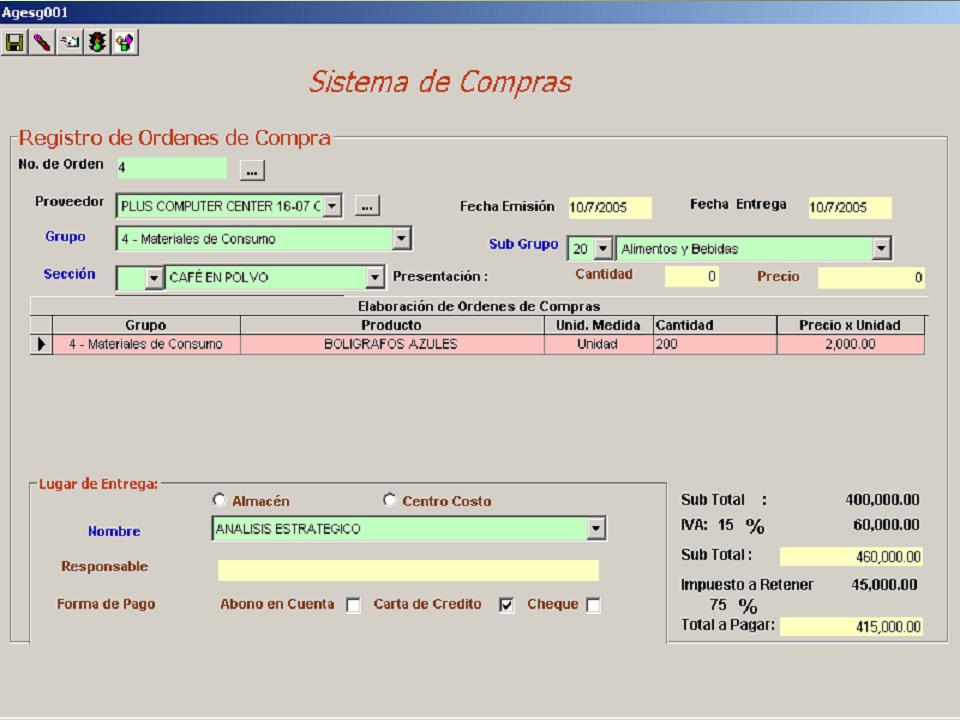 Agesg001
Sistema de Compras
Registro de Ordenes de Compra
No. de Orden 4 ...
Proveedor PLUS COMPUTER CENTER 16-07 C ... Fecha Emisión 10/7/2005 Fecha Entrega 10/7/2005
Grupo 4 - Materiales de Consumo Sub Grupo 20 Alimentos y Bebidas
Sección CAFÉ EN POLVO Presentación : Cantidad 0 Precio 0
Elaboración de Ordenes de Compras
Grupo Producto Unid. Medida Cantidad Precio x Unidad
4 - Materiales de Consumo BOLIGRAFOS AZULES Unidad 200 2,000.00
Lugar de Entrega:
Almacén Centro Costo
Nombre ANALISIS ESTRATEGICO
Responsable
Forma de Pago Abono en Cuenta Carta de Credito Cheque
Sub Total : 400,000.00
IVA: 15 % 60,000.00
Sub Total : 460,000.00
Impuesto a Retener 45,000.00
75 %
Total a Pagar: 415,000.00